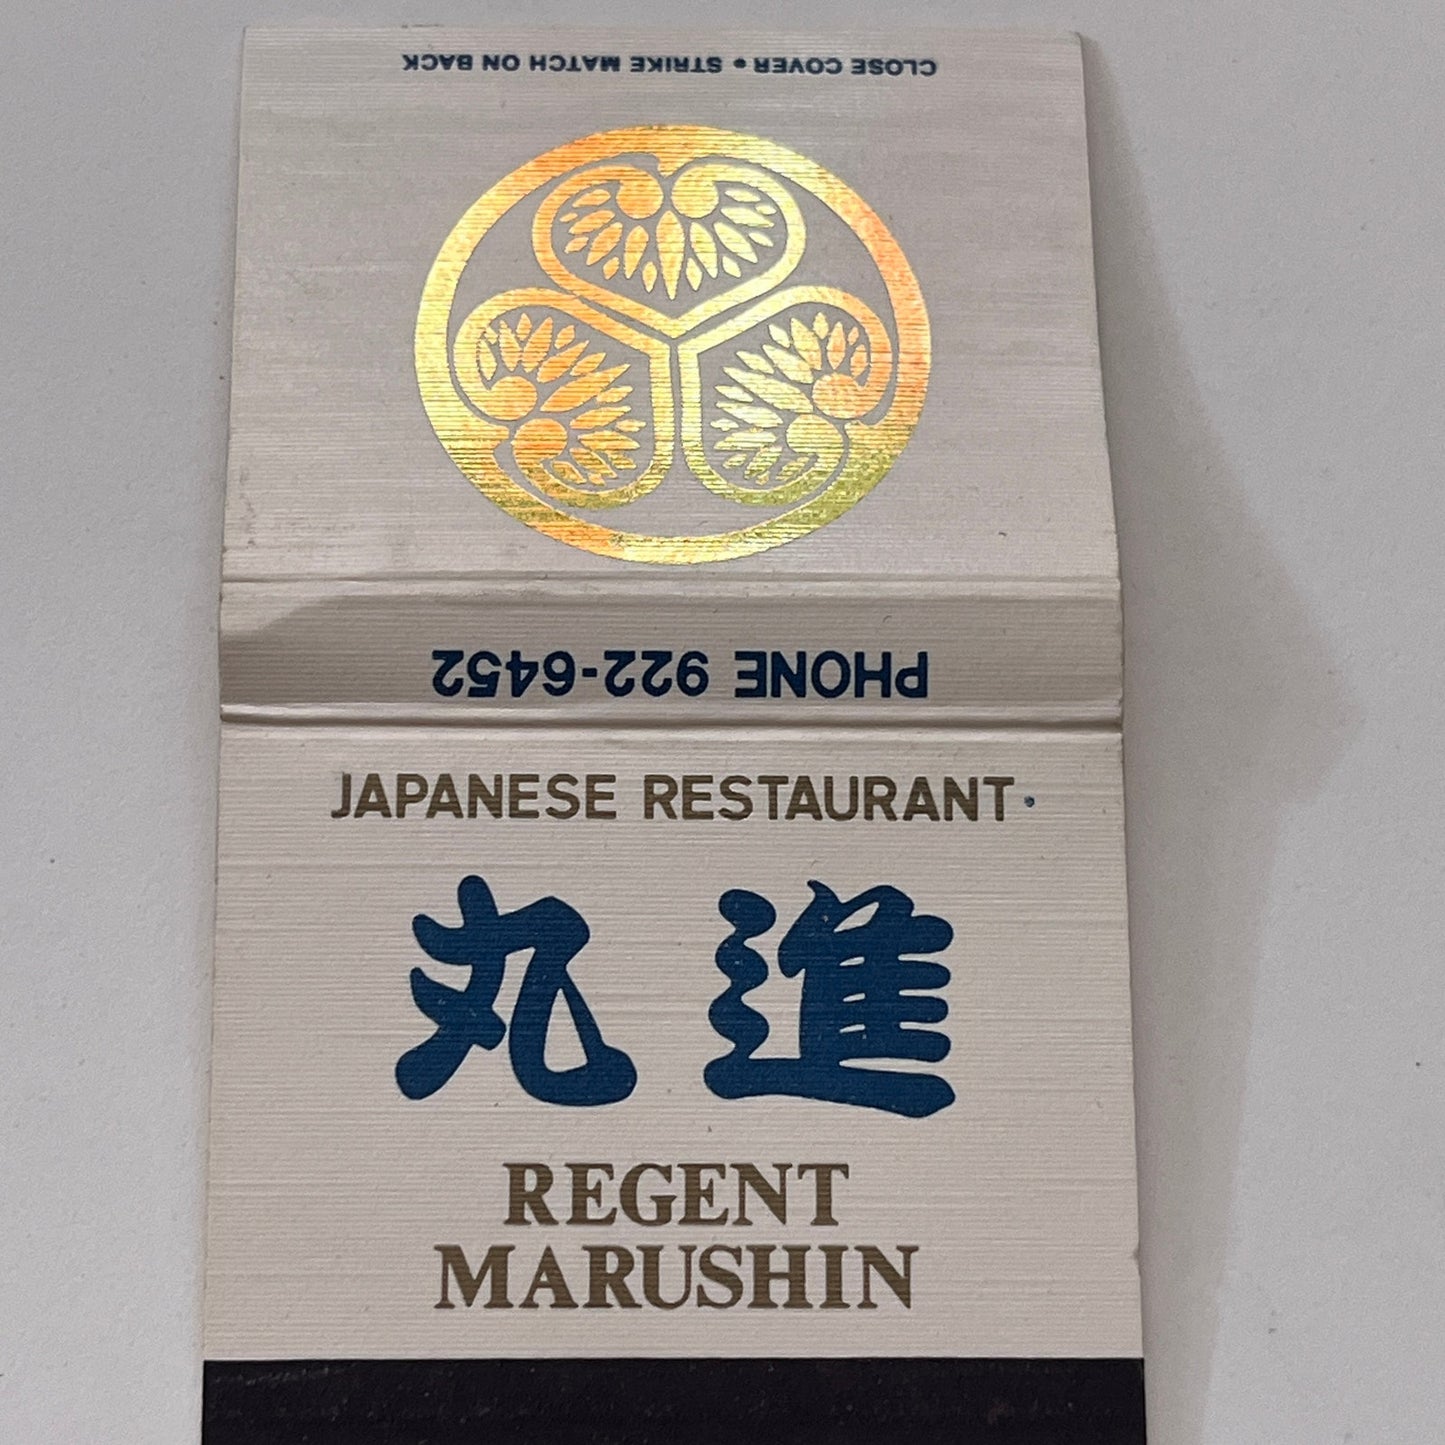 CLOSE COVER • STRIKE MATCH ON BACK
PHONE 922-6452
JAPANESE RESTAURANT
丸進
REGENT
MARUSHIN